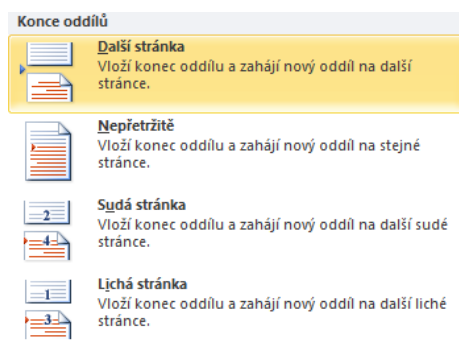 Konce oddílů
Další stránka
Vloží konec oddílu a zahájí nový oddíl na další
stránce.
Nepřetržitě
Vloží konec oddílu a zahájí nový oddíl na stejné
stránce.
2
Sudá stránka
Vloží konec oddílu a zahájí nový oddíl na další sudé
4
stránce.
1
Lichá stránka
Vloží konec oddílu a zahájí nový oddíl na další liché
3
stránce.